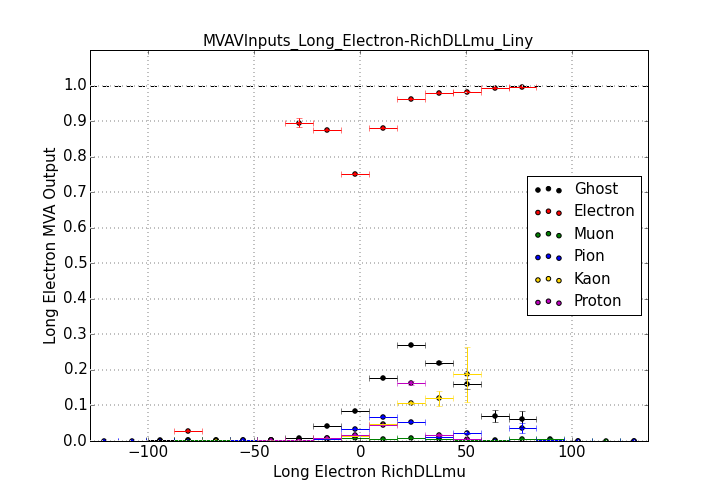 MVAVInputs_Long_Electron-RichDLLmu_Liny
Long Electron MVA Output
1.0
0.9
0.8
0.7
0.6
0.5
0.4
0.3
0.2
0.1
0.0
Ghost
Electron
Muon
Pion
Kaon
Proton
−100
−50
0
50
100
Long Electron RichDLLmu